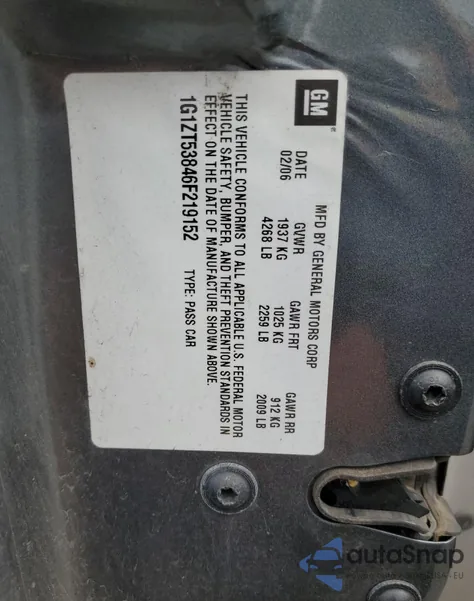 GM
MFD BY GENERAL MOTORS CORP
DATE GVWR GAWR FRT GAWR RR
02/06 1937 KG 1025 KG 912 KG
4268 LB 2259 LB 2009 LB
THIS VEHICLE CONFORMS TO ALL APPLICABLE U.S. FEDERAL MOTOR
VEHICLE SAFETY, BUMPER, AND THEFT PREVENTION STANDARDS IN
EFFECT ON THE DATE OF MANUFACTURE SHOWN ABOVE.
1G1ZT53846F219152 TYPE: PASS CAR
autaSnap